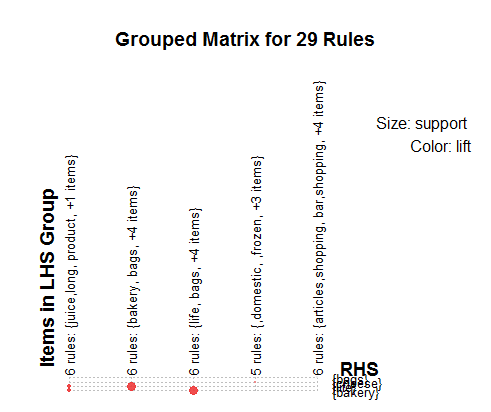 Grouped Matrix for 29 Rules
Size: support
Color: lift
Items in LHS Group
6 rules: {juice,long, product, +1 items}
6 rules: {bakery, bags, +4 items}
6 rules: {life, bags, +4 items}
5 rules: {,domestic, ,frozen, +3 items}
6 rules: {articles,shopping, bar,shopping, +4 items}
RHS
{bags}
{bakery}